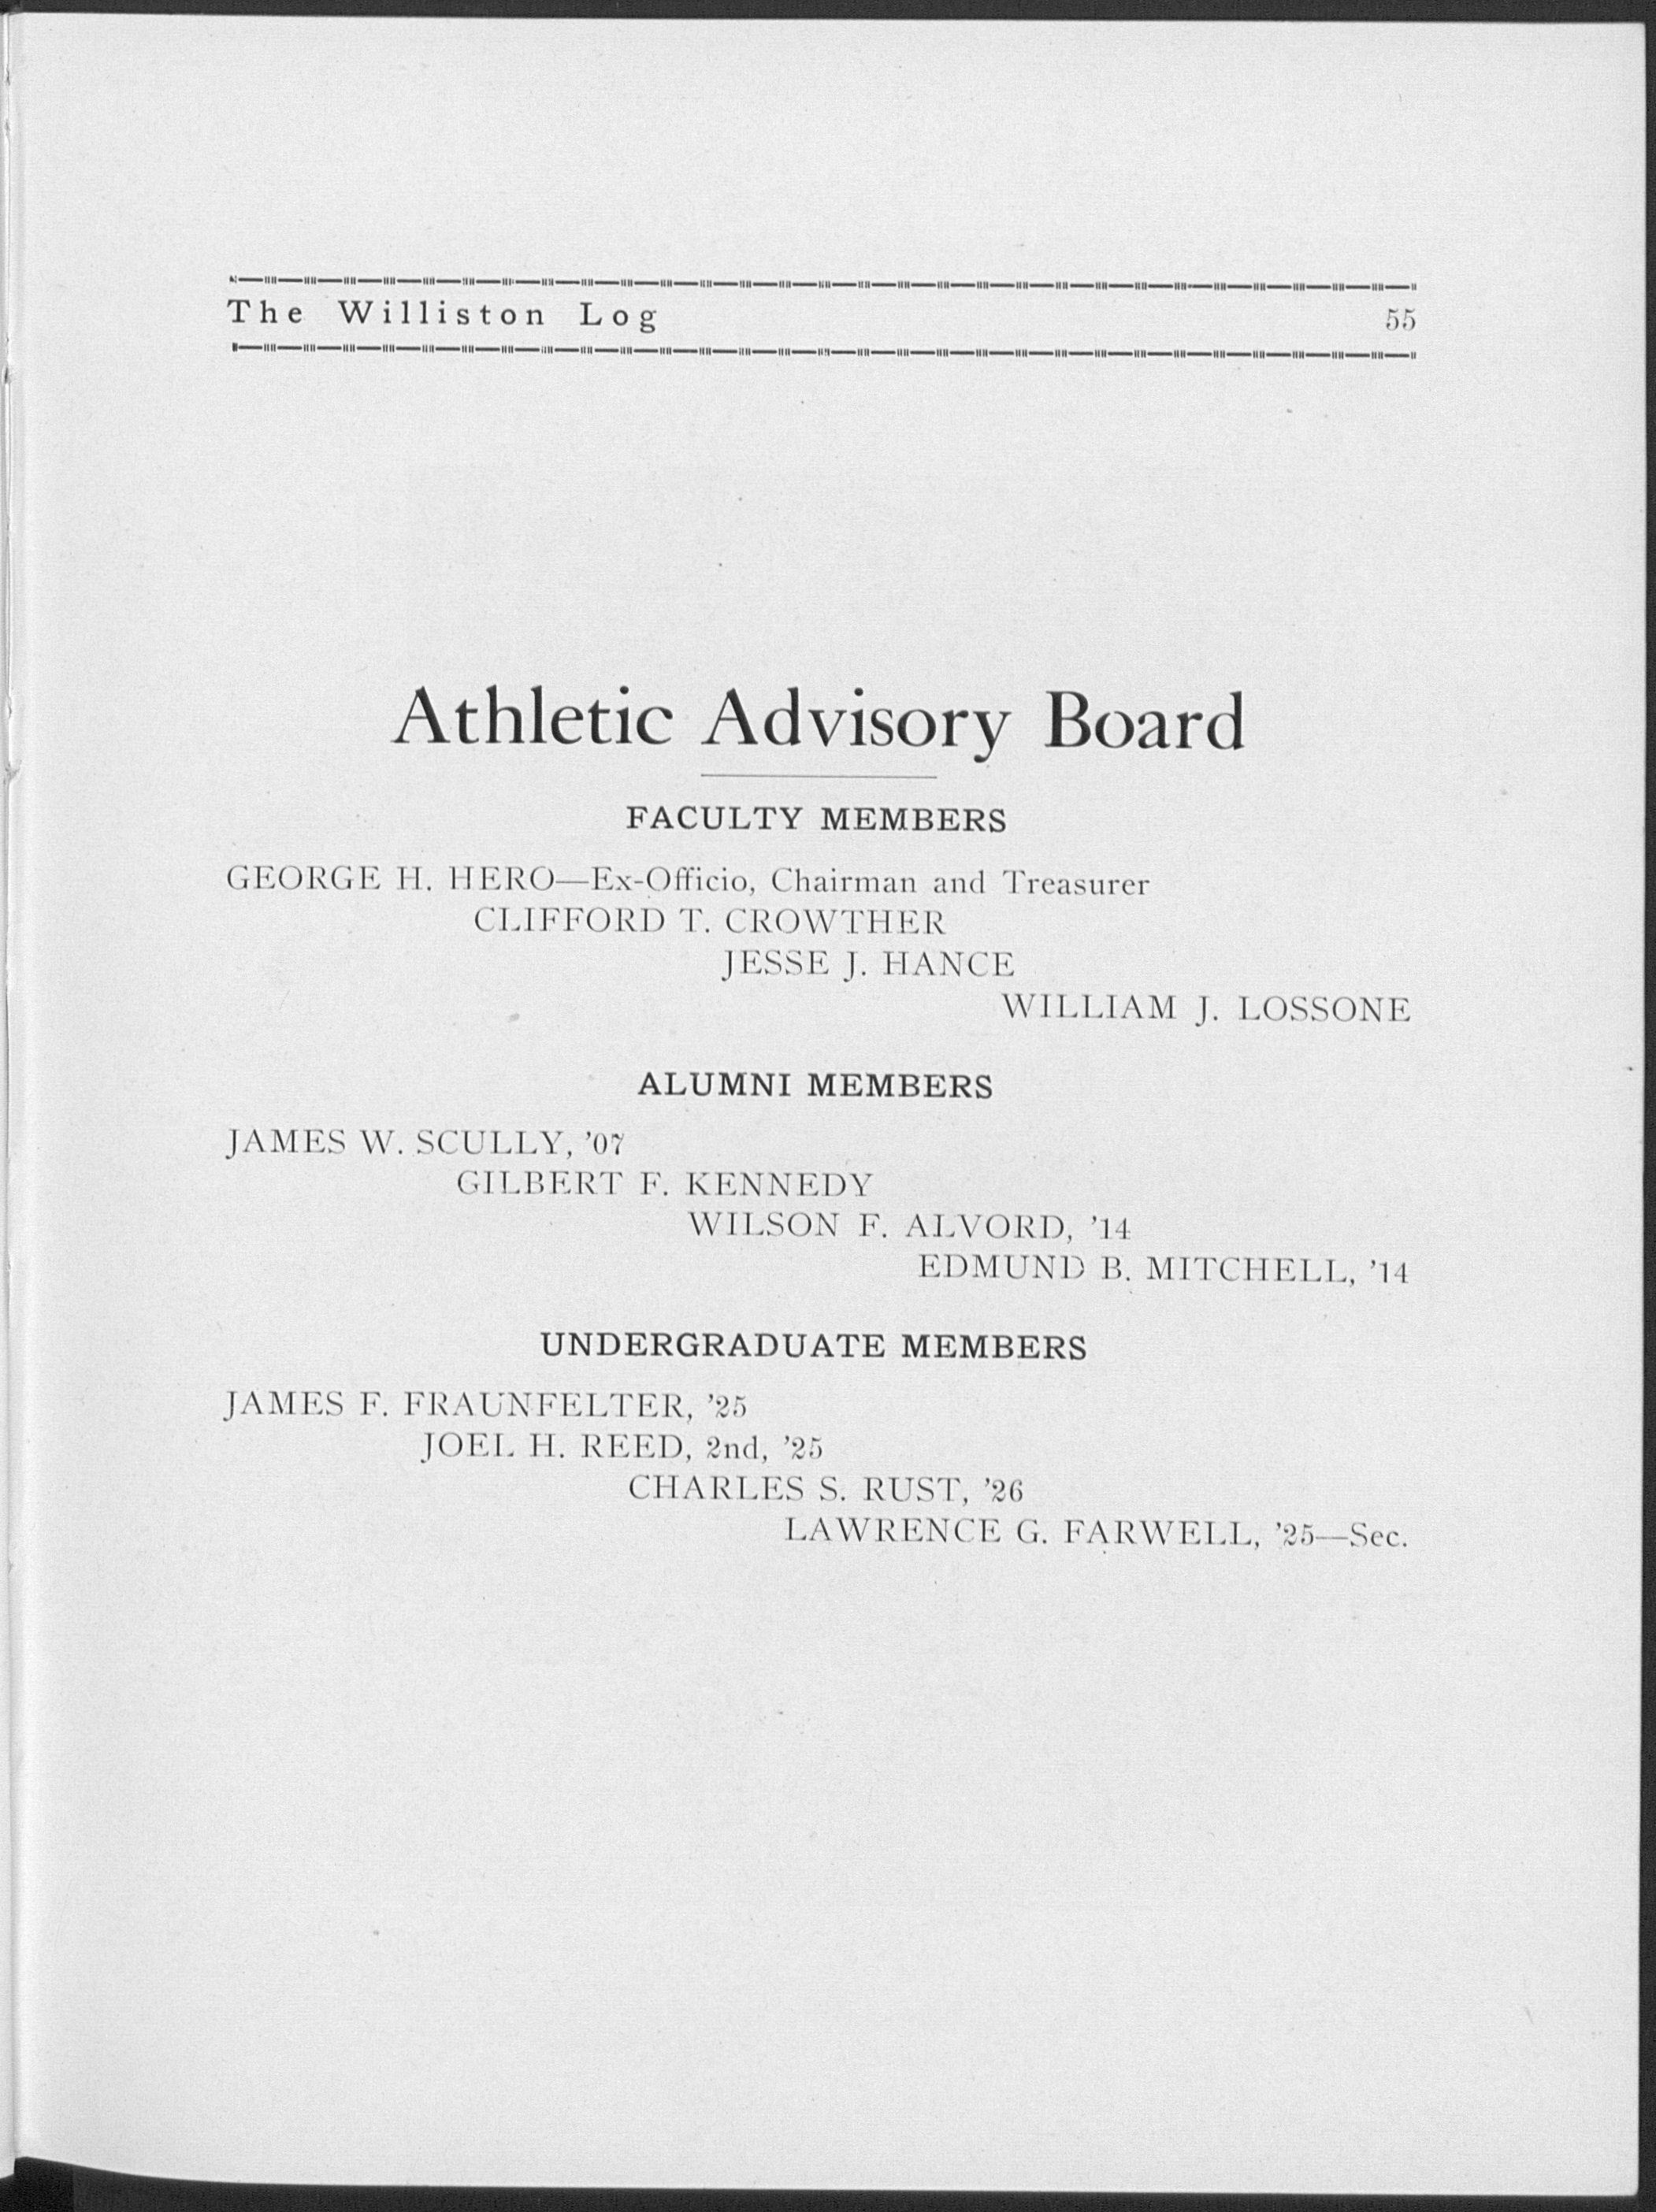 The Williston Log 55
Athletic Advisory Board
FACULTY MEMBERS
GEORGE H. HERO—Ex-Officio, Chairman and Treasurer
CLIFFORD T. CROWTHER
JESSE J. HANCE
WILLIAM J. LOSSONE
ALUMNI MEMBERS
JAMES W. SCULLY, ’07
GILBERT F. KENNEDY
WILSON F. ALVORD, ’14
EDMUND B. MITCHELL, ’14
UNDERGRADUATE MEMBERS
JAMES F. FRAUNFELTER, ’25
JOEL H. REED, 2nd, ’25
CHARLES S. RUST, ’26
LAWRENCE G. FARWELL, ’25—Sec.